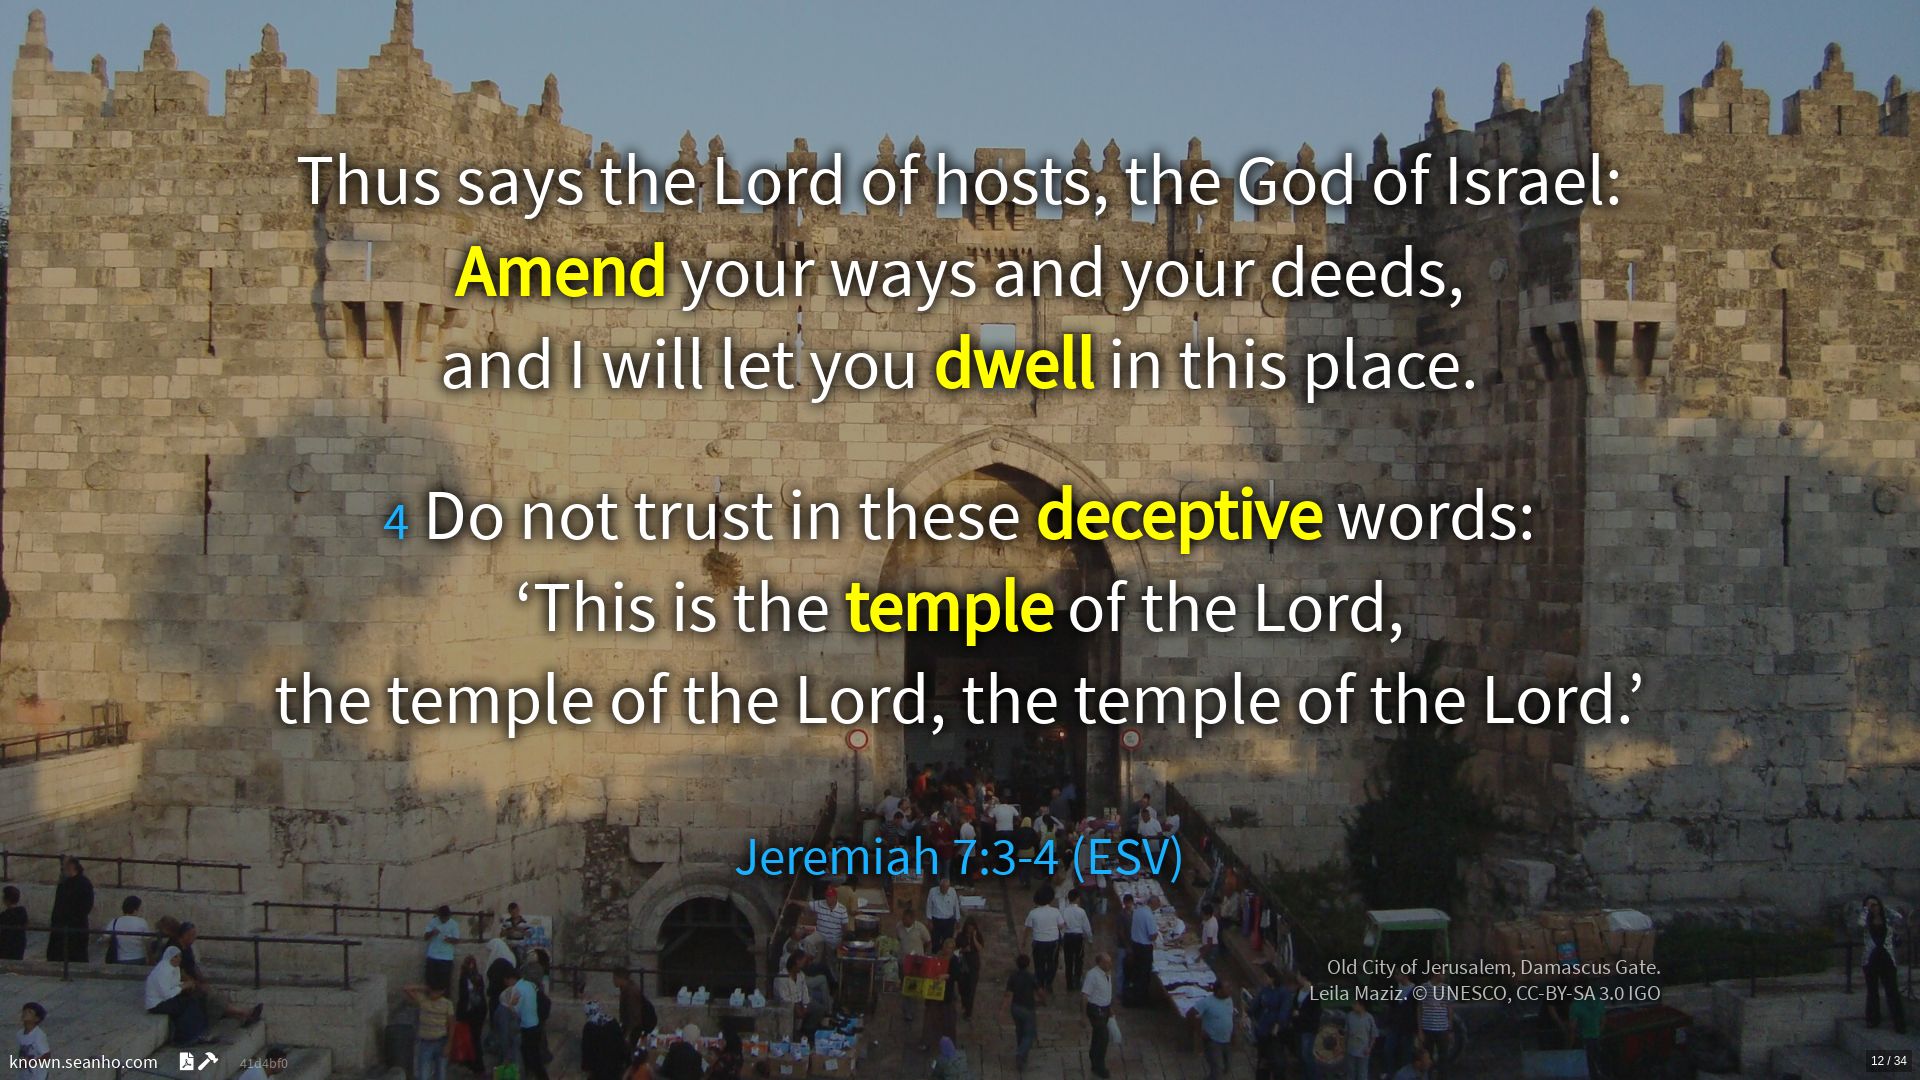 Thus says the Lord of hosts, the God of Israel:
Amend your ways and your deeds,
and I will let you dwell in this place.
4 Do not trust in these deceptive words:
‘This is the temple of the Lord,
the temple of the Lord, the temple of the Lord.’
Jeremiah 7:3-4 (ESV)
Old City of Jerusalem, Damascus Gate.
Leila Maziz. © UNESCO, CC-BY-SA 3.0 IGO
known.seanho.com 41d4bf0
12 / 34